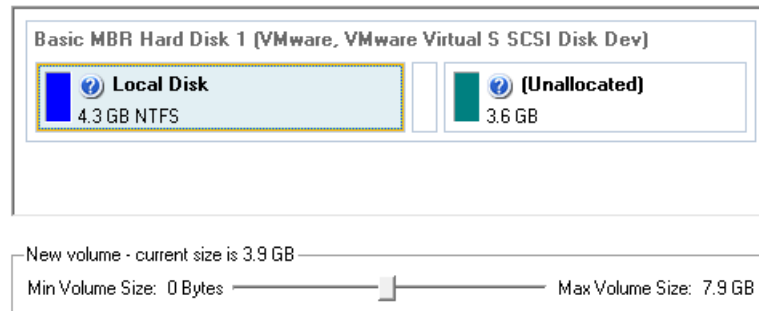 Basic MBR Hard Disk 1 (VMware, VMware Virtual S SCSI Disk Dev)
Local Disk
4.3 GB NTFS
(Unallocated)
3.6 GB
New volume - current size is 3.9 GB
Min Volume Size: 0 Bytes
Max Volume Size: 7.9 GB